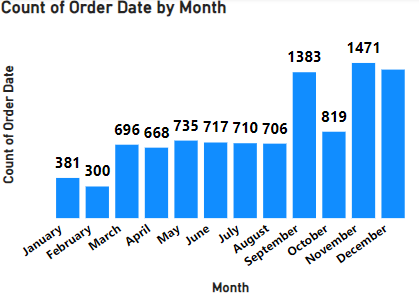 Count of Order Date by Month
Count of Order Date
381
300
696
668
735
717
710
706
1383
819
1471
January
February
March
April
May
June
July
August
September
October
November
December
Month